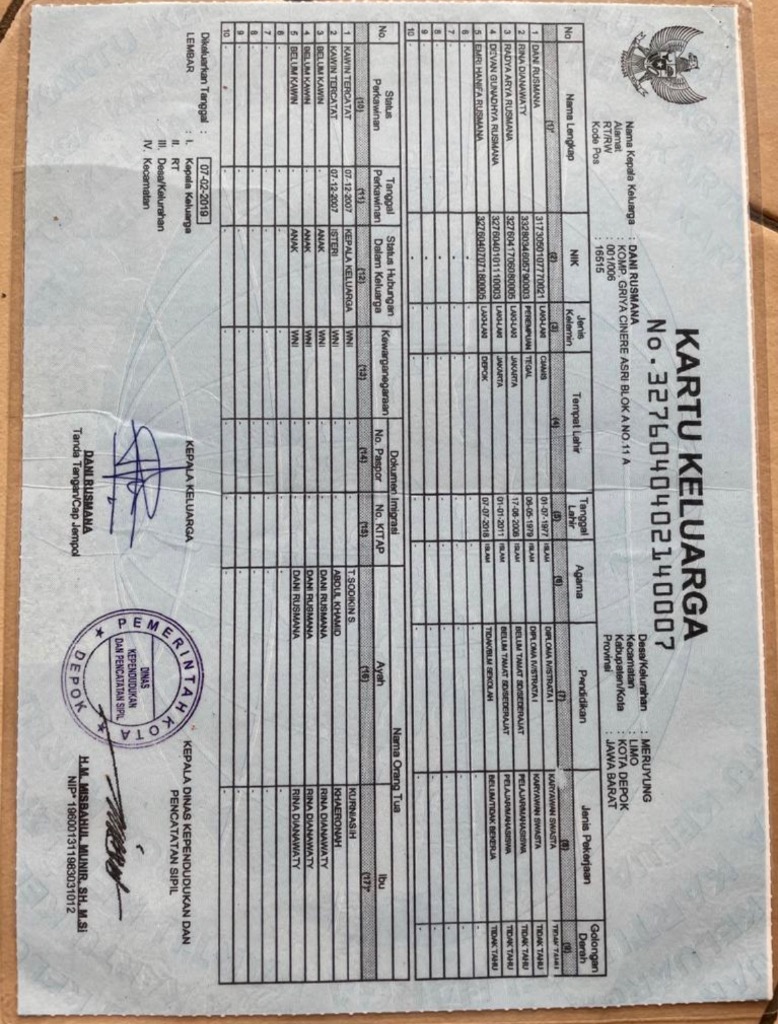 KARTU KELUARGA
No. 3276040402140007
Nama Kepala Keluarga : DANI RUSMANA
Alamat : KOMP. GRIYA CINERE ASRI BLOK A NO.11 A
RT/RW : 001/006
Kode Pos : 16515
Desa/Kelurahan : MERUYUNG
Kecamatan : LIMO
Kabupaten/Kota : KOTA DEPOK
Provinsi : JAWA BARAT
No Nama Lengkap NIK Jenis Kelamin Tempat Lahir Tanggal Lahir Agama Pendidikan Jenis Pekerjaan Golongan Darah
(1) (2) (3) (4) (5) (6) (7) (8) (9)
1 DANI RUSMANA 3173050107770021 LAKI-LAKI CIAMIS 01-07-1977 ISLAM DIPLOMA IV/STRATA I KARYAWAN SWASTA TIDAK TAHU
2 RINA DIANAWATY 3328034605790003 PEREMPUAN TEGAL 06-05-1979 ISLAM DIPLOMA IV/STRATA I KARYAWAN SWASTA TIDAK TAHU
3 RADYA ARYA RUSMANA 3276041706080005 LAKI-LAKI JAKARTA 17-06-2008 ISLAM BELUM TAMAT SD/SEDERAJAT PELAJAR/MAHASISWA TIDAK TAHU
4 DEVAN GUNADHYA RUSMANA 3276040101110003 LAKI-LAKI JAKARTA 01-01-2011 ISLAM BELUM TAMAT SD/SEDERAJAT PELAJAR/MAHASISWA TIDAK TAHU
5 EMRI HANIFA RUSMANA 3276040707180005 LAKI-LAKI DEPOK 07-07-2018 ISLAM TIDAK/BLM SEKOLAH BELUM/TIDAK BEKERJA TIDAK TAHU
6 - - - - - - - - -
7 - - - - - - - - -
8 - - - - - - - - -
9 - - - - - - - - -
10 - - - - - - - - -
No. Status Perkawinan Tanggal Perkawinan Status Hubungan Dalam Keluarga Kewarganegaraan Dokumen Imigrasi Nama Orang Tua
No. Paspor No. KITAP Ayah Ibu
(10) (11) (12) (13) (14) (15) (16) (17)
1 KAWIN TERCATAT 07-12-2007 KEPALA KELUARGA WNI - - T. SODIKIN S KURNIASIH
2 KAWIN TERCATAT 07-12-2007 ISTERI WNI - - ABDUL KHAMID KHAERONAH
3 BELUM KAWIN - ANAK WNI - - DANI RUSMANA RINA DIANAWATY
4 BELUM KAWIN - ANAK WNI - - DANI RUSMANA RINA DIANAWATY
5 BELUM KAWIN - ANAK WNI - - DANI RUSMANA RINA DIANAWATY
6 - - - - - - - -
7 - - - - - - - -
8 - - - - - - - -
9 - - - - - - - -
10 - - - - - - - -
Dikeluarkan Tanggal : 07-02-2019
LEMBAR : I. Kepala Keluarga
II. RT
III. Desa/Kelurahan
IV. Kecamatan
KEPALA KELUARGA
DANI RUSMANA
Tanda Tangan/Cap Jempol
PEMERINTAH KOTA
DINAS
KEPENDUDUKAN
DAN PENCATATAN SIPIL
DEPOK
KEPALA DINAS KEPENDUDUKAN DAN
PENCATATAN SIPIL
H.M. MISBAHUL MUNIR, SH, M.Si
NIP* 196001311983031012